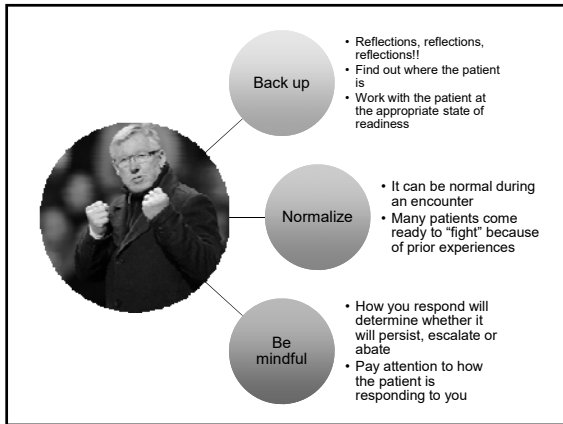 Back up
• Reflections, reflections,
reflections!!
• Find out where the patient
is
• Work with the patient at
the appropriate state of
readiness
Normalize
• It can be normal during
an encounter
• Many patients come
ready to “fight” because
of prior experiences
Be
mindful
• How you respond will
determine whether it
will persist, escalate or
abate
• Pay attention to how
the patient is
responding to you